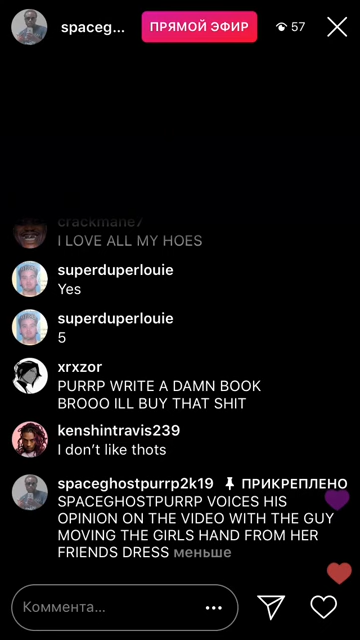 spaceg...
ПРЯМОЙ ЭФИР
57
crackmane7
I LOVE ALL MY HOES
superduperlouie
Yes
superduperlouie
5
xrxzor
PURRP WRITE A DAMN BOOK
BROOO ILL BUY THAT SHIT
kenshintravis239
I don't like thots
spaceghostpurrp2k19 ПРИКРЕПЛЕНО
SPACEGHOSTPURRP VOICES HIS
OPINION ON THE VIDEO WITH THE GUY
MOVING THE GIRLS HAND FROM HER
FRIENDS DRESS меньше
Коммента...